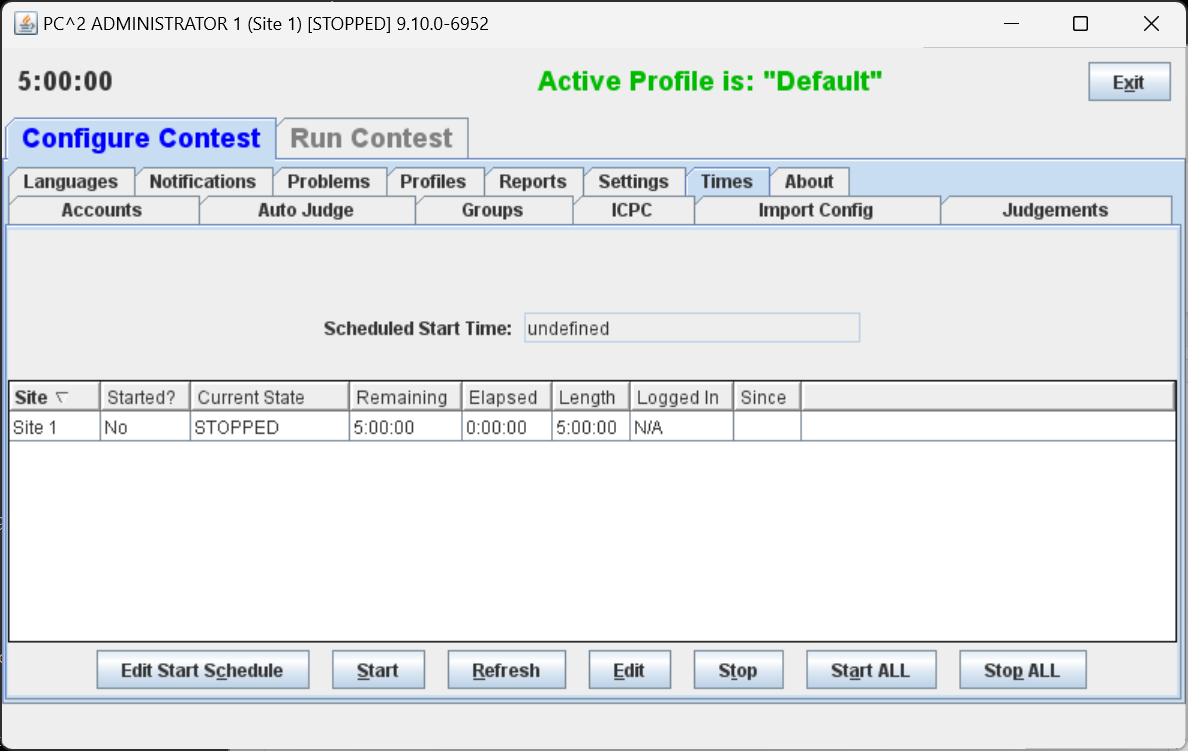 PC^2 ADMINISTRATOR 1 (Site 1) [STOPPED] 9.10.0-6952
5:00:00 Active Profile is: "Default" Exit
Configure Contest Run Contest
Languages Notifications Problems Profiles Reports Settings Times About
Accounts Auto Judge Groups ICPC Import Config Judgements
Scheduled Start Time: undefined
Site Started? Current State Remaining Elapsed Length Logged In Since
Site 1 No STOPPED 5:00:00 0:00:00 5:00:00 N/A
Edit Start Schedule Start Refresh Edit Stop Start ALL Stop ALL